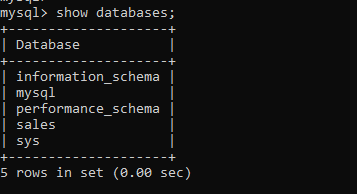 mysql> show databases;
+--------------------+
| Database           |
+--------------------+
| information_schema |
| mysql              |
| performance_schema |
| sales              |
| sys                |
+--------------------+
5 rows in set (0.00 sec)